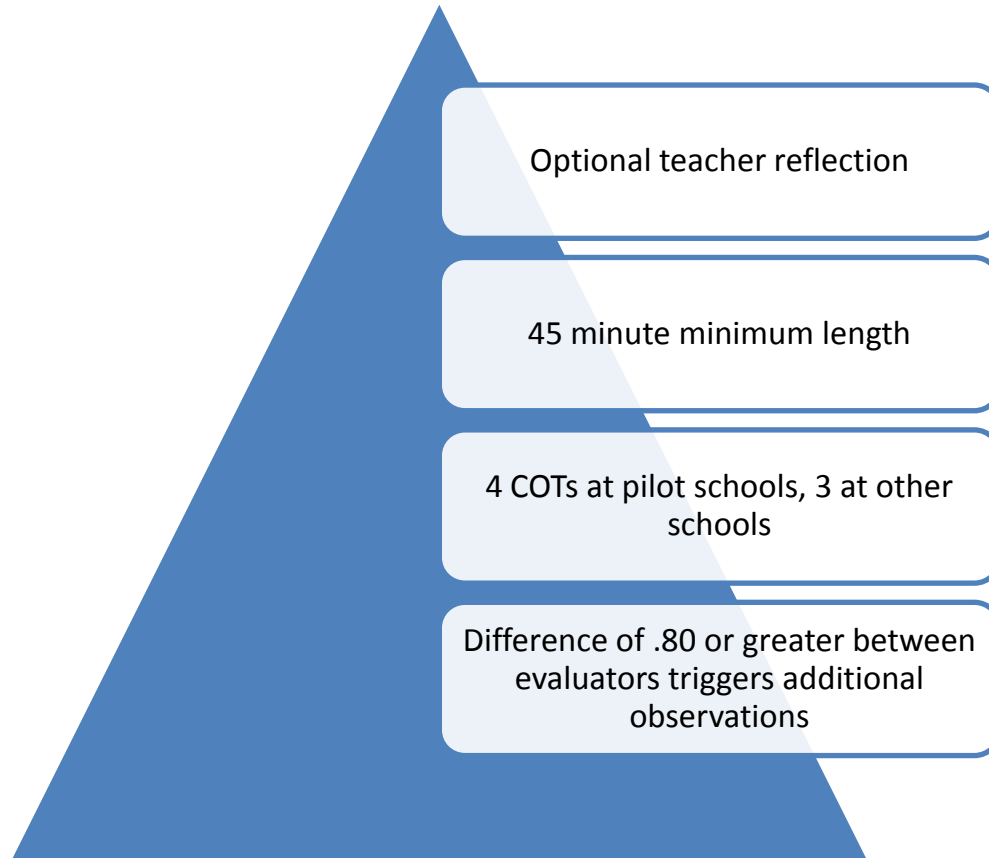 Optional teacher reflection
45 minute minimum length
4 COTs at pilot schools, 3 at other
schools
Difference of .80 or greater between
evaluators triggers additional
observations